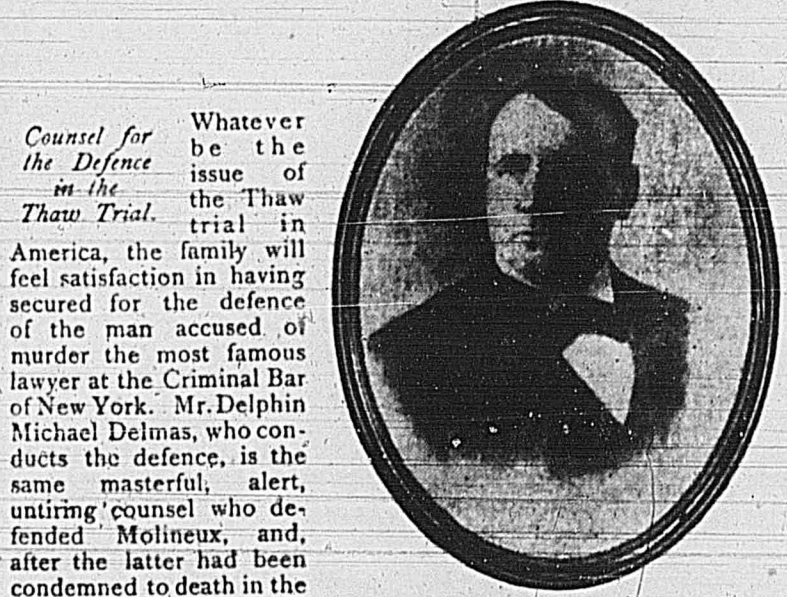 Counsel for
the Defence
in the
Thaw Trial.
Whatever
be the
issue of
the Thaw
trial in
America, the family will
feel satisfaction in having
secured for the defence
of the man accused of
murder the most famous
lawyer at the Criminal Bar
of New York. Mr. Delphin
Michael Delmas, who con-
ducts the defence, is the
same masterful, alert,
untiring counsel who de-
fended Molineux, and,
after the latter had been
condemned to death in the